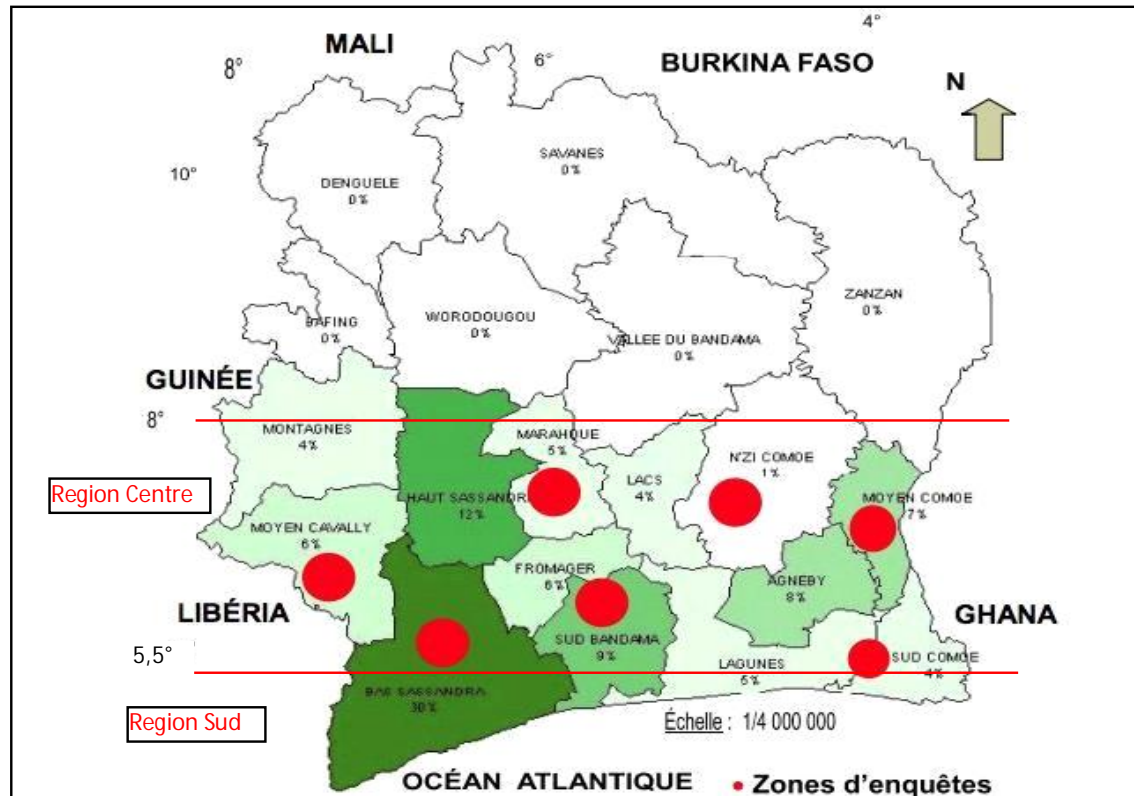 4°
MALI
6°
8°
BURKINA FASO
N
SAVANES
0%
10°
DENGUELE
0%
ZANZAN
0%
WORODOUGOU
0%
BAFING
0%
VALLEE DU BANDAMA
0%
GUINÉE
8°
MONTAGNES
4%
MARAHOUE
5%
N'ZI COMOE
1%
LACS
4%
Region Centre
HAUT SASSANDR
12%
MOYEN COMOE
7%
MOYEN CAVALLY
6%
FROMAGER
6%
AGNEBY
8%
LIBÉRIA
GHANA
SUD BANDAMA
9%
5,5°
SUD COMOE
4%
LAGUNES
5%
BAS SASSANDRA
30%
Region Sud
Échelle : 1/4 000 000
OCÉAN ATLANTIQUE
Zones d'enquêtes